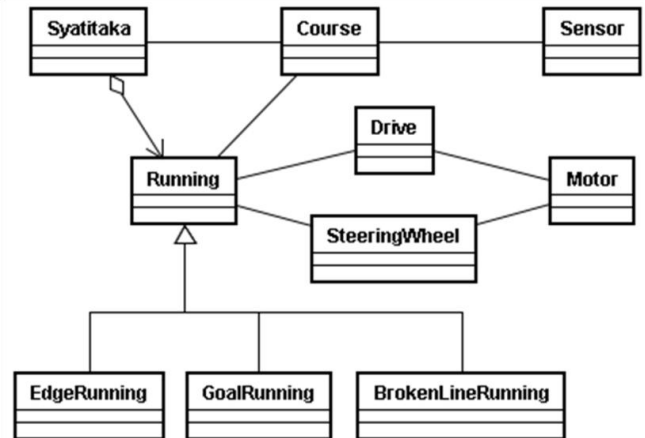 Syatitaka
Course
Sensor
Drive
Running
Motor
SteeringWheel
EdgeRunning
GoalRunning
BrokenLineRunning